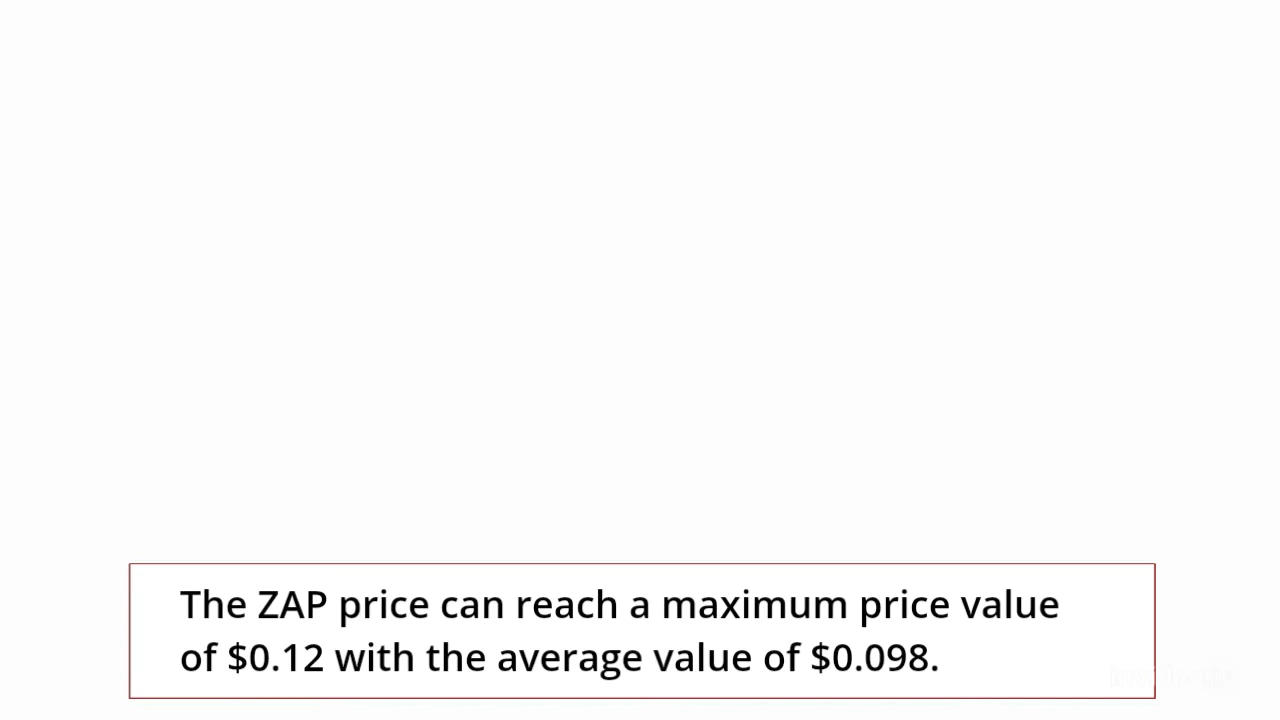 The ZAP price can reach a maximum price value
of $0.12 with the average value of $0.098.